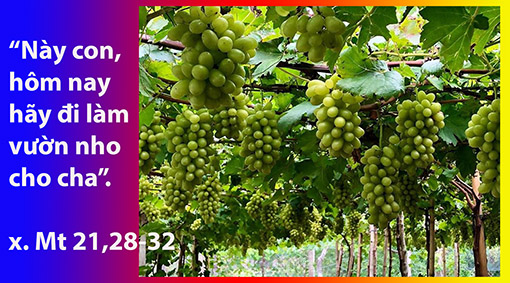 “Này con,
hôm nay
hãy đi làm
vườn nho
cho cha”.
x. Mt 21,28-32